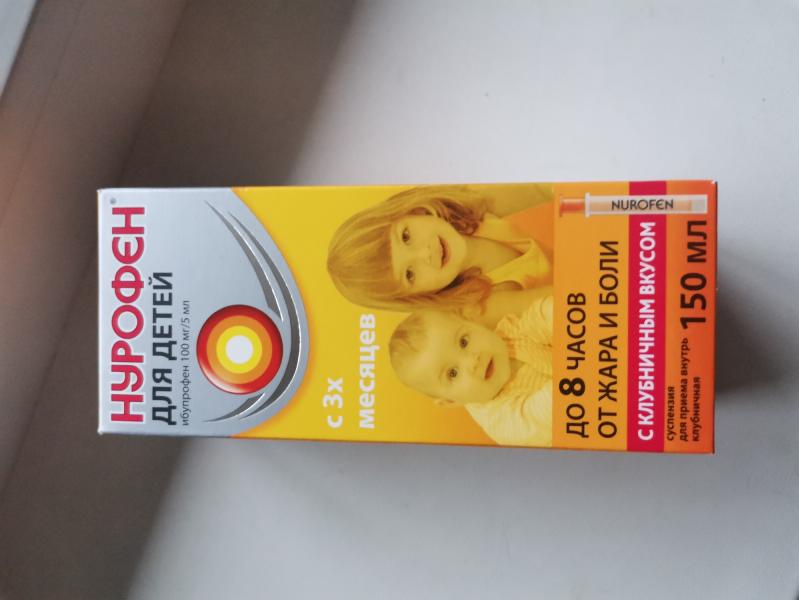 НУРОФЄН®
ДЛЯ ДЕТЕЙ
ибупрофен 100 мг/5 мл
с 3х
месяцев
ДО 8 ЧАСОВ
ОТ ЖАРА И БОЛИ
NUROFEN
С КЛУБНИЧНЫМ ВКУСОМ
суспензия
для приема внутрь
клубничная
150 МЛ